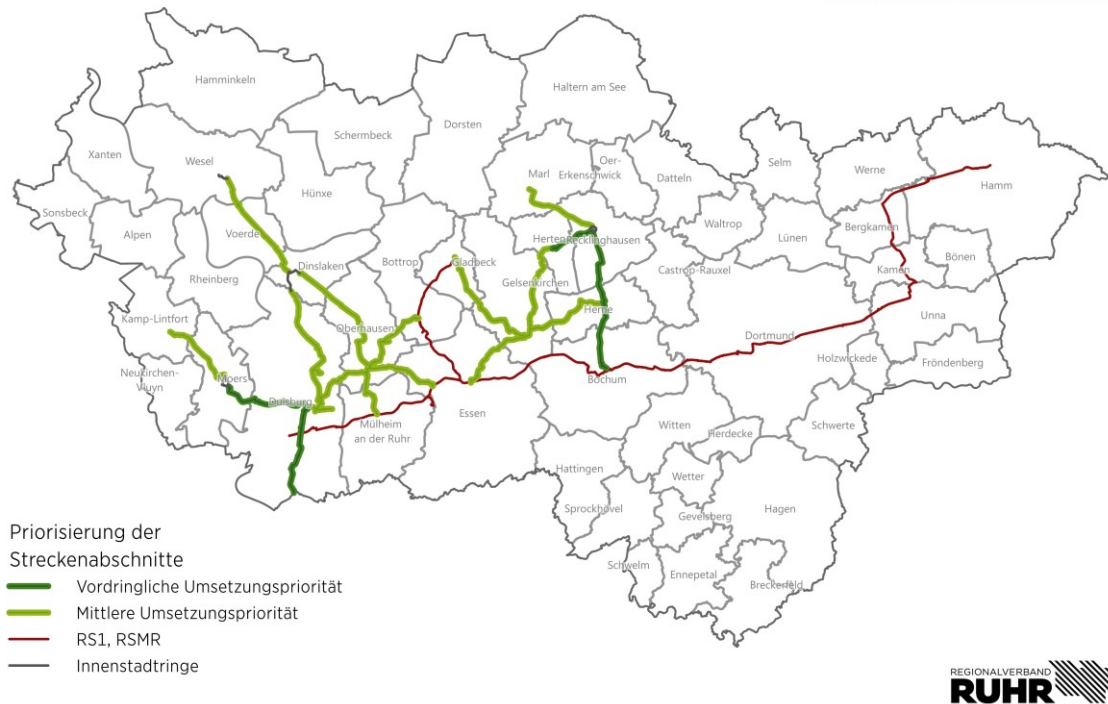 Hamminkeln
Haltern am See
Schermbeck
Dorsten
Xanten
Wesel
Marl
Oer-
Erkenschwick
Datteln
Selm
Werne
Hamm
Sonsbeck
Alpen
Hünxe
Voerde
Waltrop
Lünen
Bergkamen
Herten
Recklinghausen
Rheinberg
Dinslaken
Bottrop
Gladbeck
Gelsenkirchen
Castrop-Rauxel
Kamen
Bönen
Kamp-Lintfort
Oberhausen
Herne
Dortmund
Unna
Holzwickede
Fröndenberg
Neukirchen-
Vluyn
Moers
Duisburg
Bochum
Mülheim
an der Ruhr
Essen
Witten
Herdecke
Schwerte
Hattingen
Wetter
Sprockhövel
Gevelsberg
Hagen
Schwelm
Ennepetal
Breckerfeld
Priorisierung der
Streckenabschnitte
Vordringliche Umsetzungspriorität
Mittlere Umsetzungspriorität
RS1, RSMR
Innenstadtringe
REGIONALVERBAND
RUHR